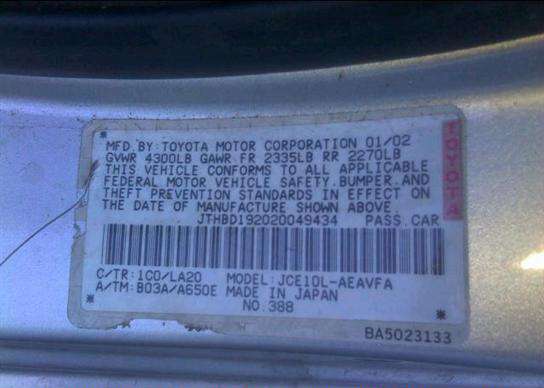 MFD. BY: TOYOTA MOTOR CORPORATION 01/02
GVWR 4300LB GAWR FR 2335LB RR 2270LB
THIS VEHICLE CONFORMS TO ALL APPLICABLE
FEDERAL MOTOR VEHICLE SAFETY, BUMPER, AND
THEFT PREVENTION STANDARDS IN EFFECT ON
THE DATE OF MANUFACTURE SHOWN ABOVE
JTHBD192020049434 PASS. CAR
TOYOTA
C/TR: 1C0/LA20 MODEL: JCE10L-AEAVFA
A/TM: B03A/A650E MADE IN JAPAN
NO. 388
BA5023133